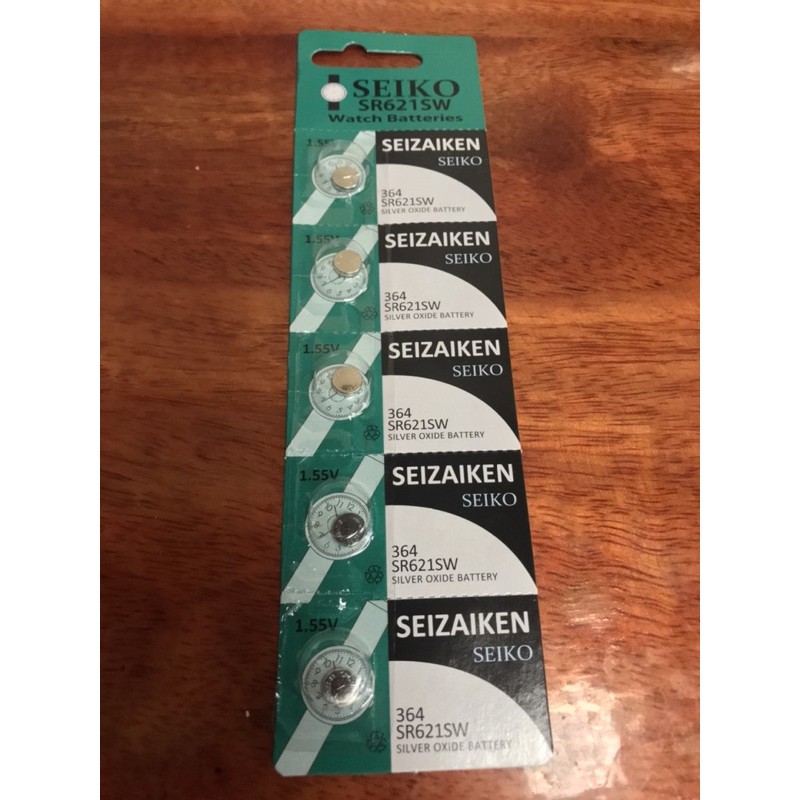 SEIKO
SR621SW
Watch Batteries
1.55V
SEIZAIKEN
SEIKO
364
SR621SW
SILVER OXIDE BATTERY
1.55V
SEIZAIKEN
SEIKO
364
SR621SW
SILVER OXIDE BATTERY
1.55V
SEIZAIKEN
SEIKO
364
SR621SW
SILVER OXIDE BATTERY
1.55V
SEIZAIKEN
SEIKO
364
SR621SW
SILVER OXIDE BATTERY
1.55V
SEIZAIKEN
SEIKO
364
SR621SW
SILVER OXIDE BATTERY